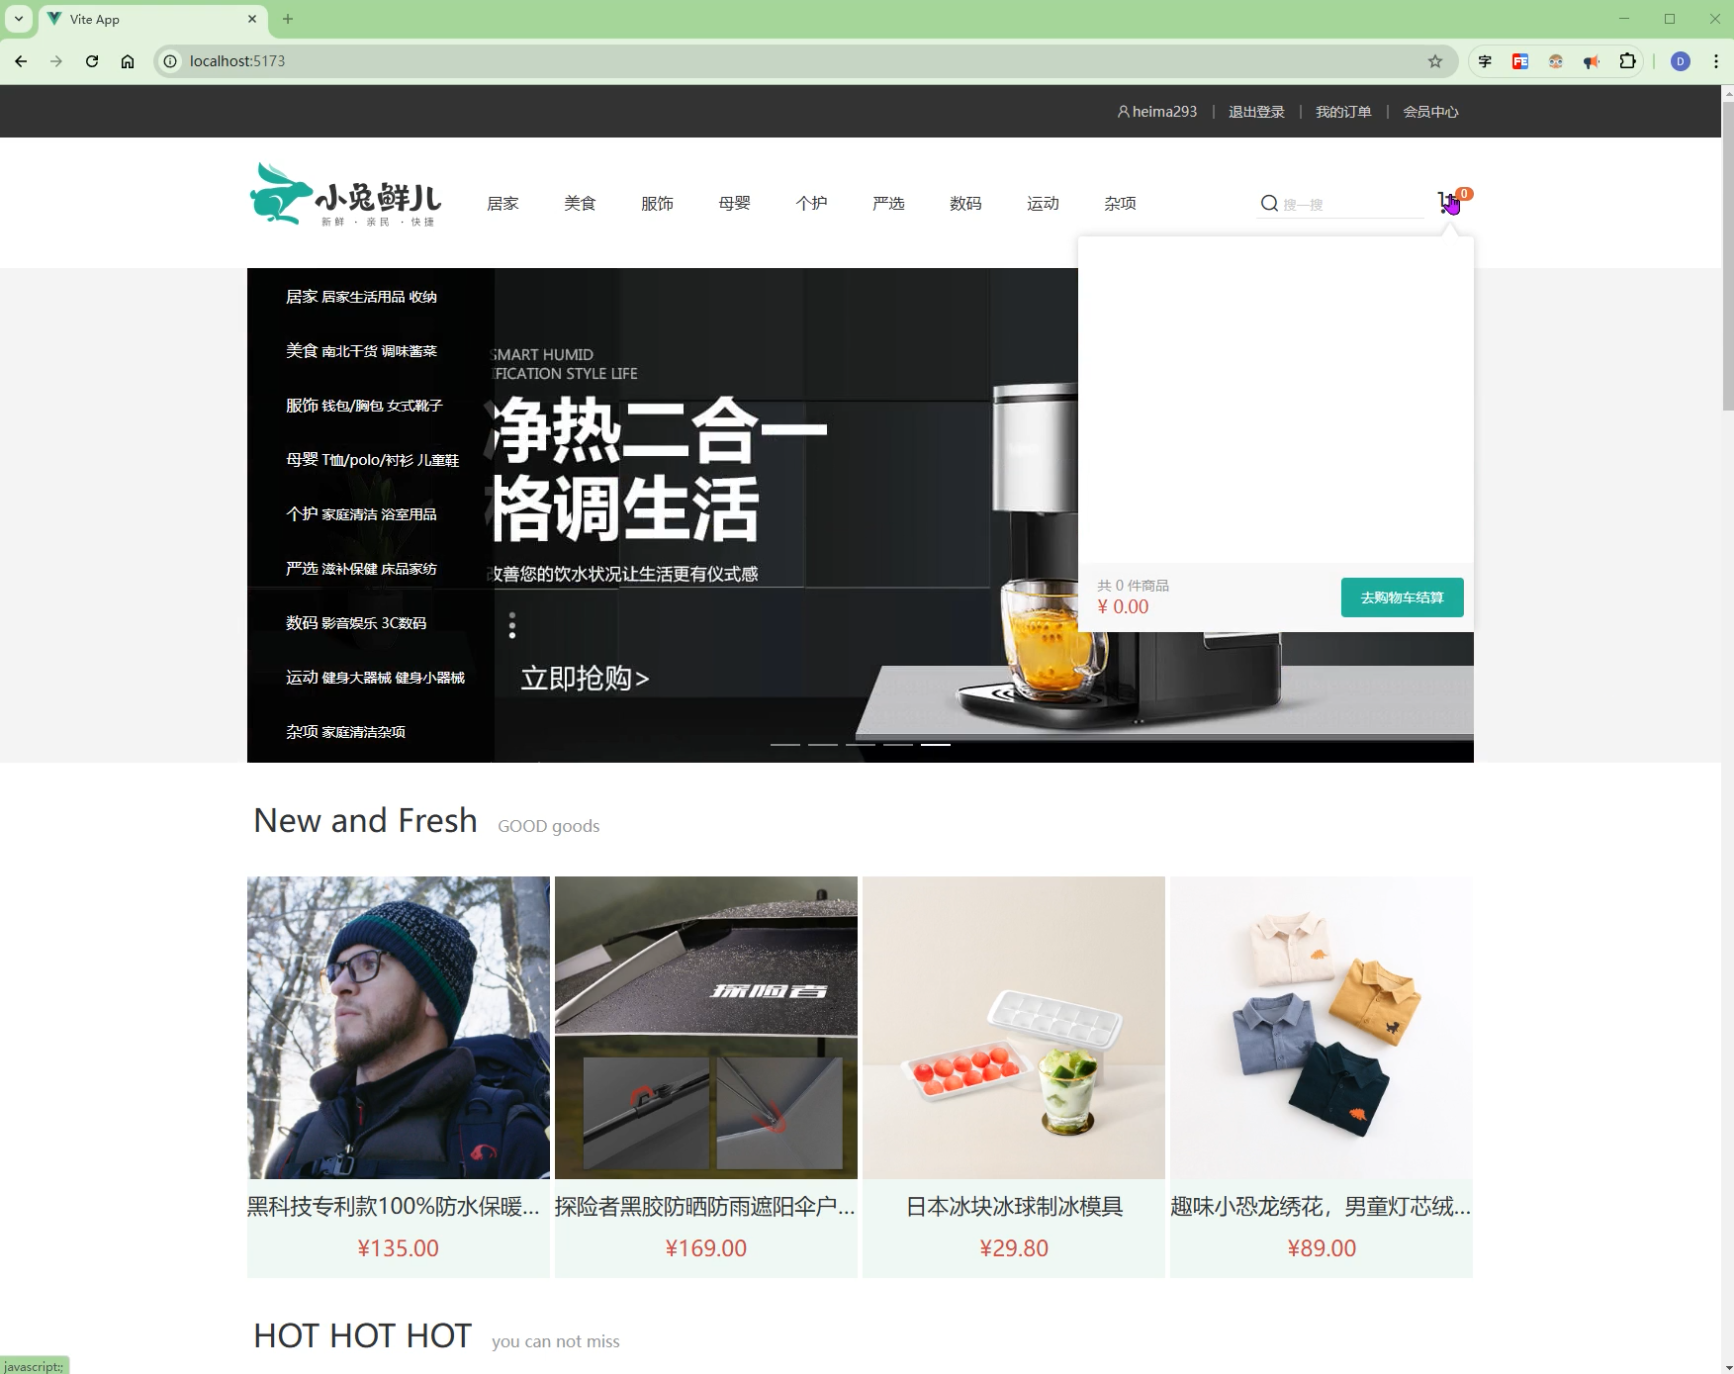 Vite App
localhost:5173
字
FE
D
heima293 | 退出登录 | 我的订单 | 会员中心
小兔鲜儿
新鲜 · 亲民 · 快捷
居家 美食 服饰 母婴 个护 严选 数码 运动 杂项
搜一搜
0
居家 居家生活用品 收纳
美食 南北干货 调味酱菜
服饰 钱包/胸包 女式靴子
母婴 T恤/polo/衬衫 儿童鞋
个护 家庭清洁 浴室用品
严选 滋补保健 床品家纺
数码 影音娱乐 3C数码
运动 健身大器械 健身小器械
杂项 家庭清洁杂项
SMART HUMID
IFICATION STYLE LIFE
净热二合一
格调生活
改善您的饮水状况让生活更有仪式感
立即抢购>
共 0 件商品
¥ 0.00
去购物车结算
New and Fresh GOOD goods
探险者
黑科技专利款100%防水保暖...
¥135.00
探险者黑胶防晒防雨遮阳伞户...
¥169.00
日本冰块冰球制冰模具
¥29.80
趣味小恐龙绣花，男童灯芯绒...
¥89.00
HOT HOT HOT you can not miss
javascript:;